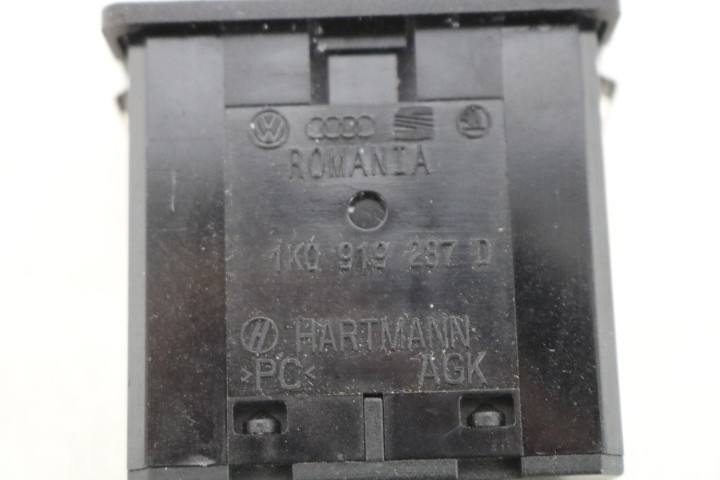 ROMANIA
1K0 919 237 D
HARTMANN
>PC< AGK